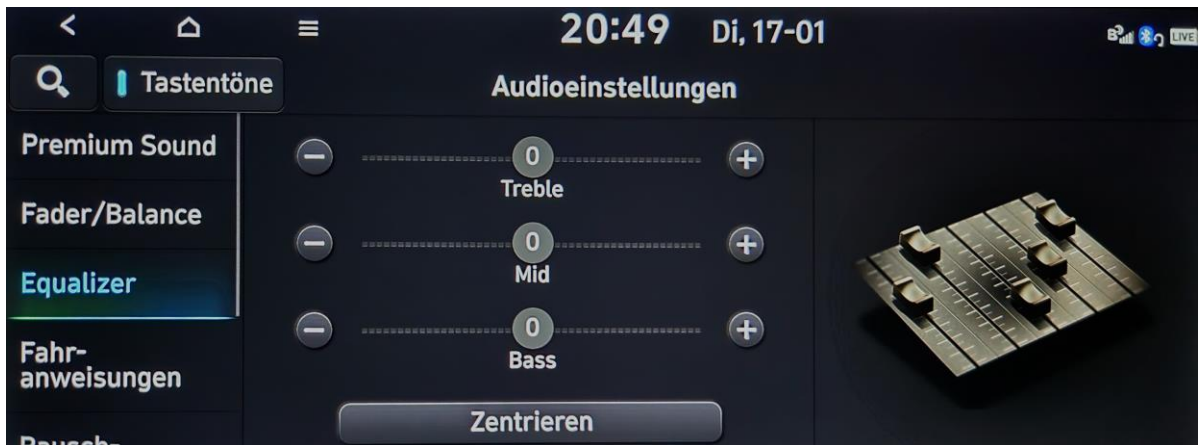 20:49 Di, 17-01
LIVE
Tastentöne
Audioeinstellungen
Premium Sound
Fader/Balance
Equalizer
Fahr-
anweisungen
0
Treble
0
Mid
0
Bass
Zentrieren